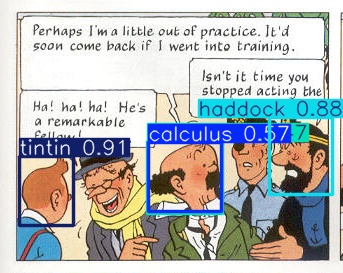 Perhaps I'm a little out of practice. It'd
soon come back if I went into training.
Isn't it time you
stopped acting the
haddock 0.88
Ha! ha! ha! He's
a remarkable
calculus 0.57
7
tintin 0.91